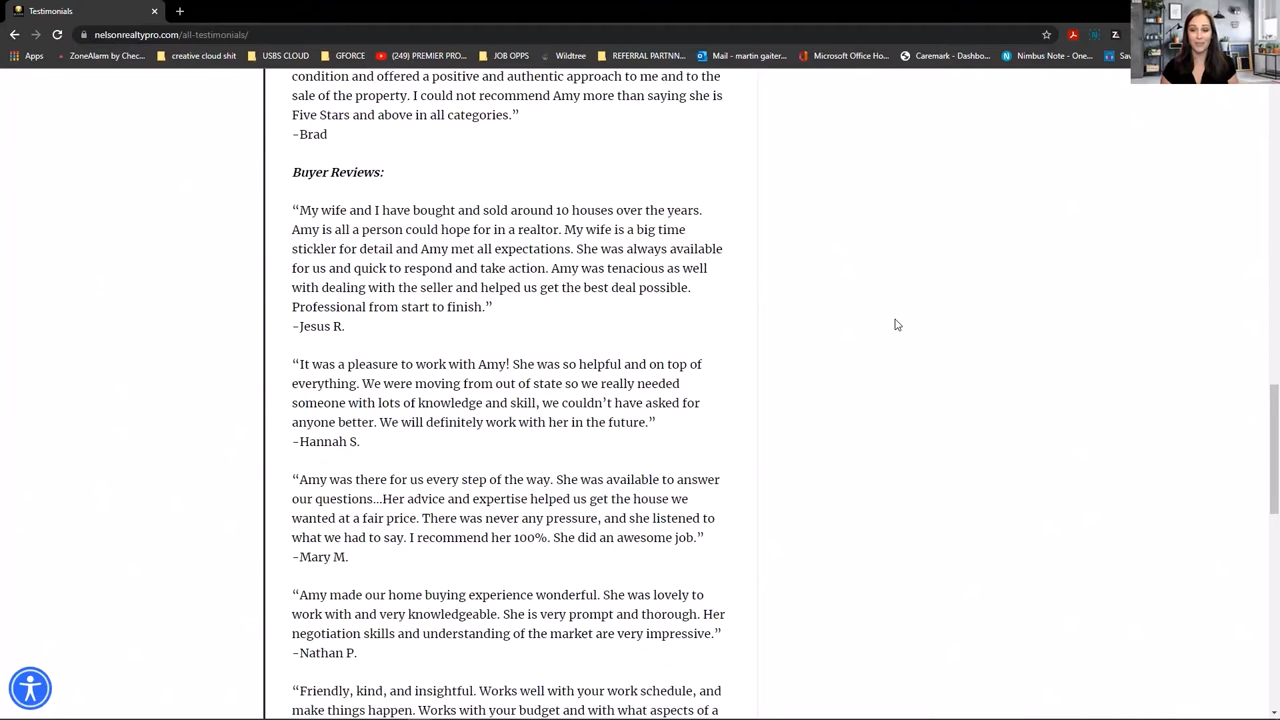 Testimonials
nelsonrealtypro.com/all-testimonials/
Apps
ZoneAlarm by Chec...
creative cloud shit
USBS CLOUD
GFORCE
(249) PREMIER PRO...
JOB OPPS
Wildtree
REFERRAL PARTNE...
Mail - martin gaiter...
Microsoft Office Ho...
Caremark - Dashbo...
Nimbus Note - One...
Sav
condition and offered a positive and authentic approach to me and to the
sale of the property. I could not recommend Amy more than saying she is
Five Stars and above in all categories.”
-Brad
Buyer Reviews:
“My wife and I have bought and sold around 10 houses over the years.
Amy is all a person could hope for in a realtor. My wife is a big time
stickler for detail and Amy met all expectations. She was always available
for us and quick to respond and take action. Amy was tenacious as well
with dealing with the seller and helped us get the best deal possible.
Professional from start to finish.”
-Jesus R.
“It was a pleasure to work with Amy! She was so helpful and on top of
everything. We were moving from out of state so we really needed
someone with lots of knowledge and skill, we couldn’t have asked for
anyone better. We will definitely work with her in the future.”
-Hannah S.
“Amy was there for us every step of the way. She was available to answer
our questions...Her advice and expertise helped us get the house we
wanted at a fair price. There was never any pressure, and she listened to
what we had to say. I recommend her 100%. She did an awesome job.”
-Mary M.
“Amy made our home buying experience wonderful. She was lovely to
work with and very knowledgeable. She is very prompt and thorough. Her
negotiation skills and understanding of the market are very impressive.”
-Nathan P.
“Friendly, kind, and insightful. Works well with your work schedule, and
make things happen. Works with your budget and with what aspects of a